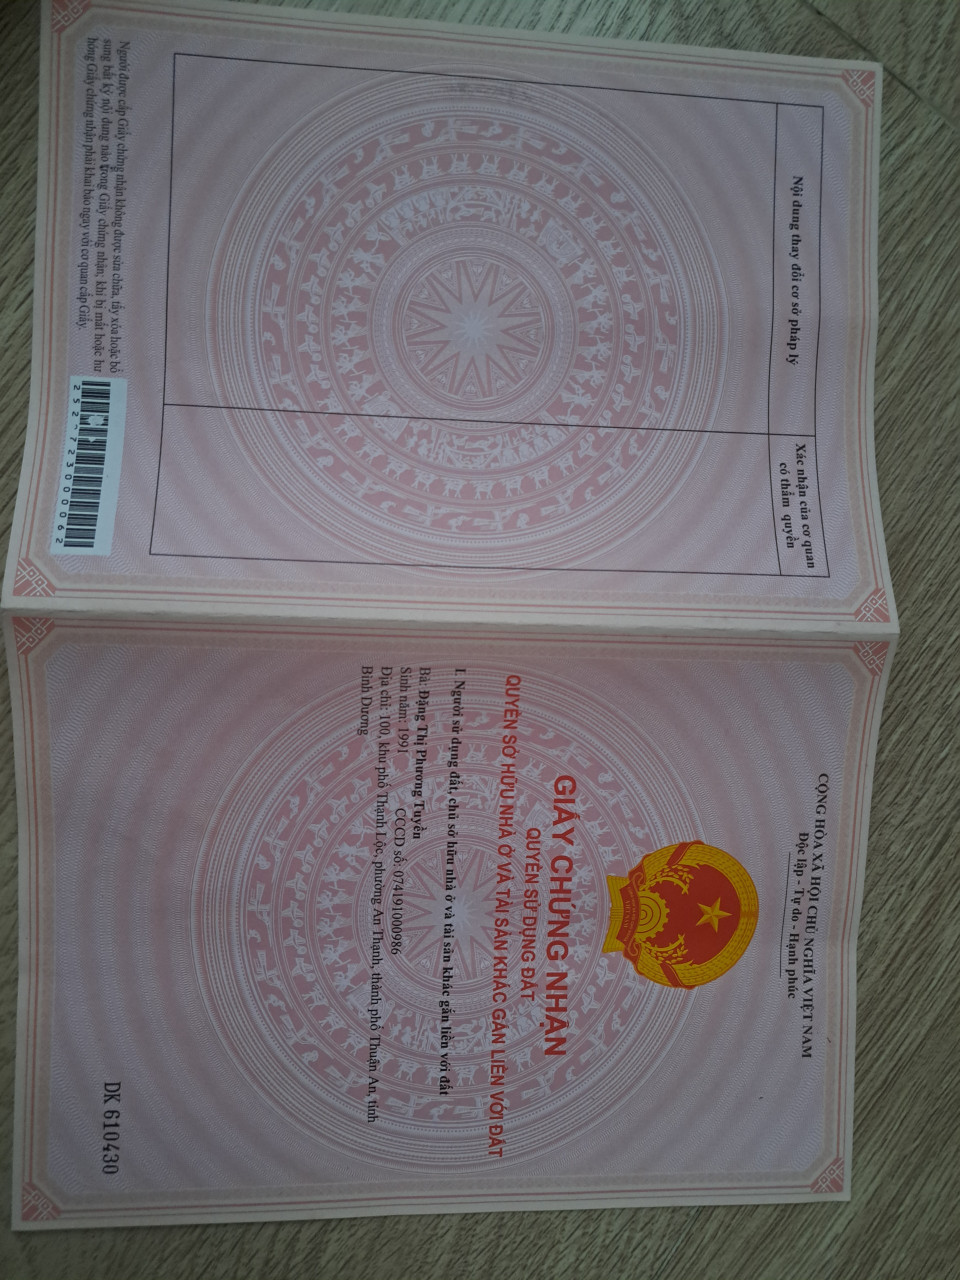 CỘNG HÒA XÃ HỘI CHỦ NGHĨA VIỆT NAM
Độc lập - Tự do - Hạnh phúc
GIẤY CHỨNG NHẬN
QUYỀN SỬ DỤNG ĐẤT
QUYỀN SỞ HỮU NHÀ Ở VÀ TÀI SẢN KHÁC GẮN LIỀN VỚI ĐẤT
I. Người sử dụng đất, chủ sở hữu nhà ở và tài sản khác gắn liền với đất
Bà: Đặng Thị Phương Tuyền
Sinh năm: 1991 CCCD số: 074191000986
Địa chỉ: 100, khu phố Thạnh Lộc, phường An Thạnh, thành phố Thuận An, tỉnh
Bình Dương
DK 610430
Nội dung thay đổi cơ sở pháp lý
Xác nhận của cơ quan
có thẩm quyền
Người được cấp Giấy chứng nhận không được sửa chữa, tẩy xóa hoặc bổ
sung bất kỳ nội dung nào trong Giấy chứng nhận; khi bị mất hoặc hư
hỏng Giấy chứng nhận phải khai báo ngay với cơ quan cấp Giấy.